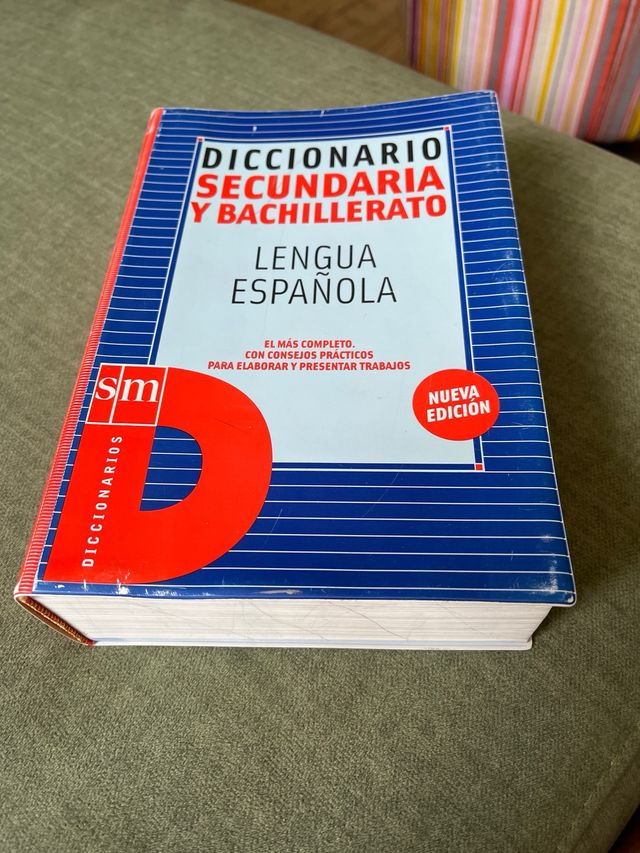 DICCIONARIO
SECUNDARIA
Y BACHILLERATO
LENGUA
ESPAÑOLA
EL MÁS COMPLETO.
CON CONSEJOS PRÁCTICOS
PARA ELABORAR Y PRESENTAR TRABAJOS
NUEVA
EDICIÓN
sm
DICCIONARIOS